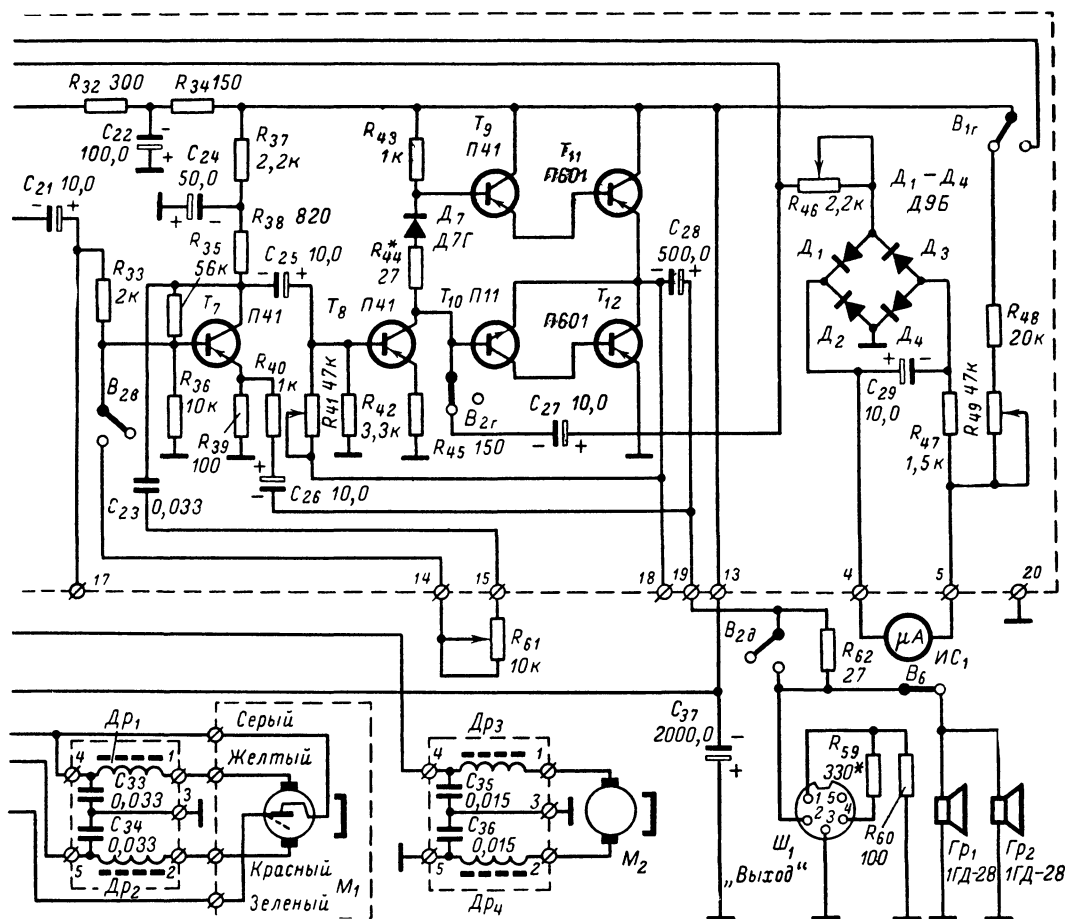 R32 300
R34 150
C22
100,0
−
+
R37
2,2к
C24
50,0
+
−
C21 10,0
+
R38 820
R35
56к
R33
2к
C25 10,0
−
+
T7
П41
R36
10к
R39
100
R40
1к
R41 47к
R42
3,3к
B2в
C23
0,033
+
−
C26 10,0
R43
1к
Д7
Д7Г
R44*
27
T8
П41
T9
П41
T10
П11
T11
П601
T12
П601
C28
500,0
−
+
R45 150
B2г
C27 10,0
−
+
R46 2,2к
Д1 – Д4
Д9Б
Д1
Д3
Д2
Д4
+
−
C29
10,0
B1г
R48
20к
R49 47к
R47
1,5к
17
14
15
18
19
13
4
5
20
R61
10к
B2д
R62
27
μA
ИС1
B6
C37
2000,0
−
+
Др1
4
1
C33
0,033
3
C34
0,033
5
2
Др2
Серый
Желтый
Красный
Зеленый
M1
Др3
4
1
C35
0,015
3
C36
0,015
5
2
Др4
M2
R59
330*
1
5
2
3
4
Ш1
„Выход“
R60
100
Гр1
1ГД-28
Гр2
1ГД-28